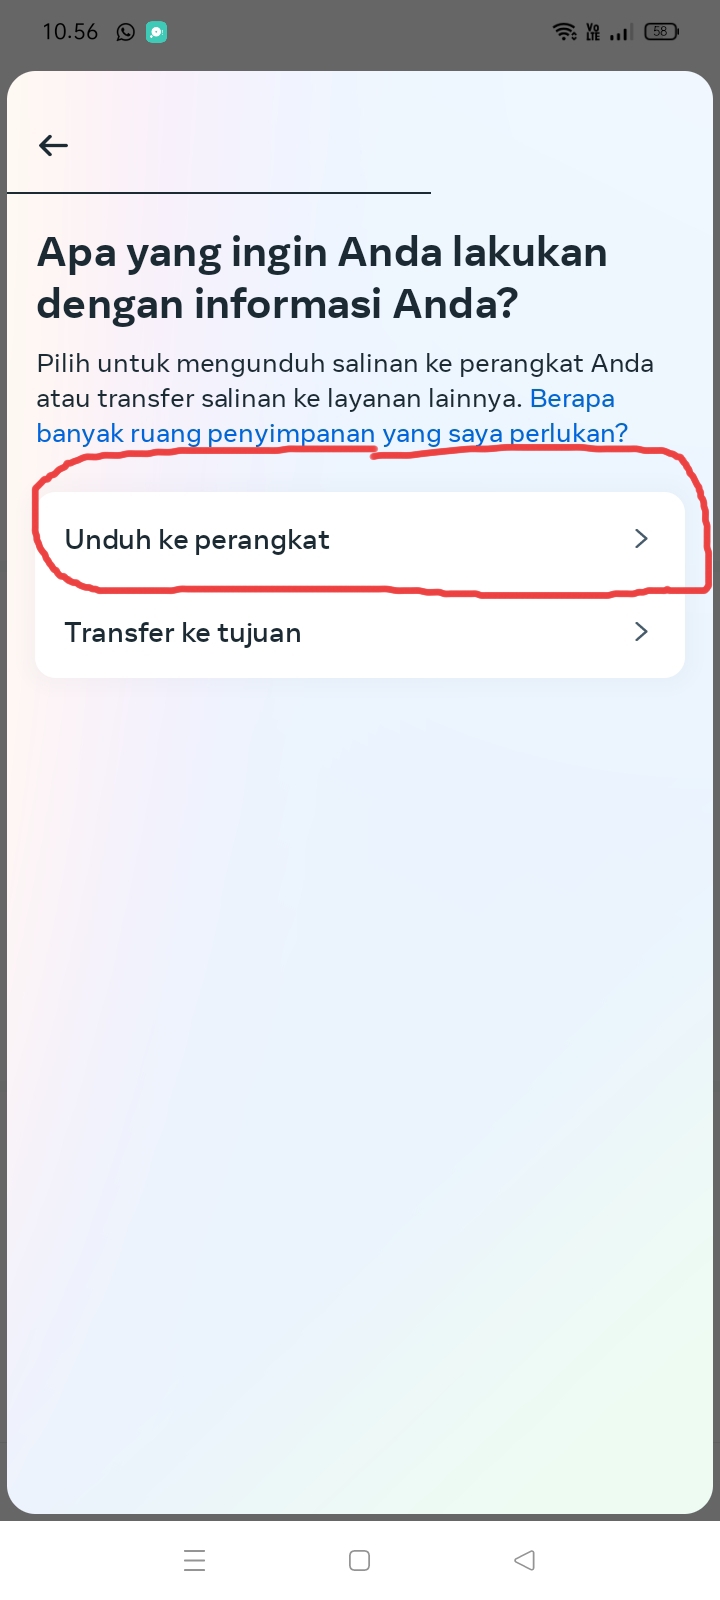 10.56
VoLTE
58
Apa yang ingin Anda lakukan
dengan informasi Anda?
Pilih untuk mengunduh salinan ke perangkat Anda
atau transfer salinan ke layanan lainnya. Berapa
banyak ruang penyimpanan yang saya perlukan?
Unduh ke perangkat
Transfer ke tujuan